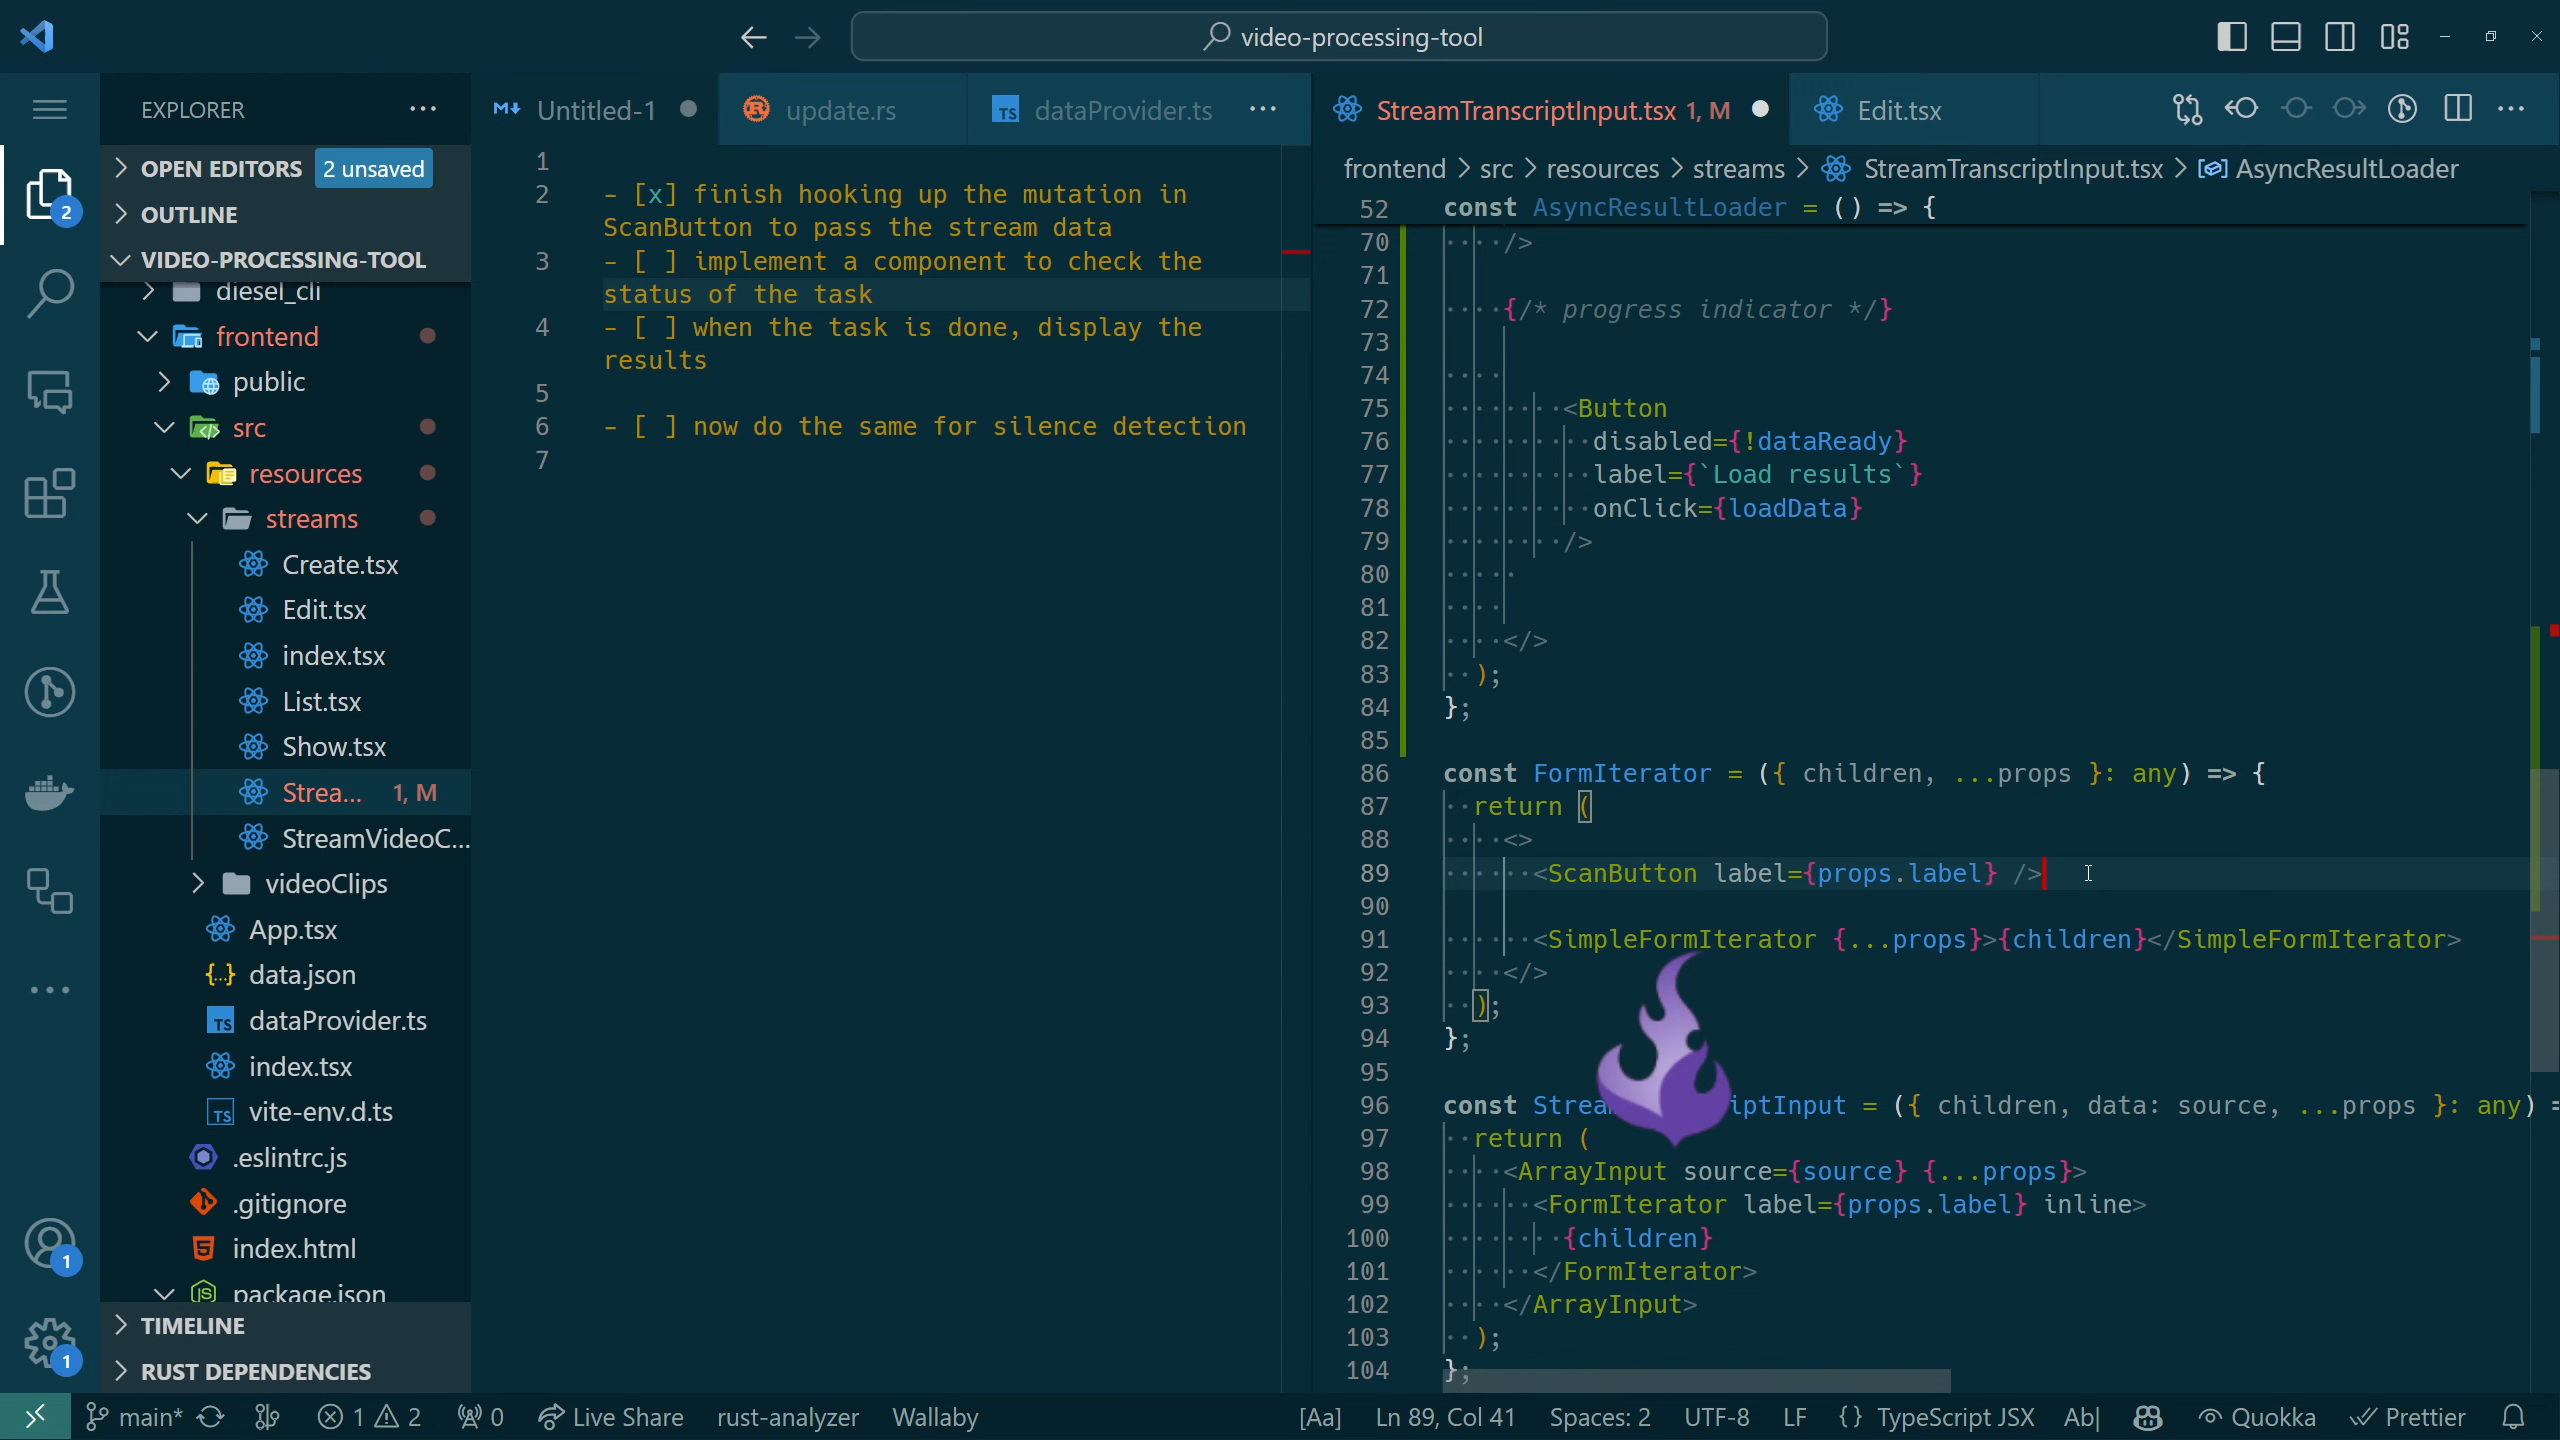 video-processing-tool
EXPLORER
Untitled-1
update.rs
dataProvider.ts
StreamTranscriptInput.tsx 1, M
Edit.tsx
OPEN EDITORS 2 unsaved
OUTLINE
VIDEO-PROCESSING-TOOL
diesel_cli
frontend
public
src
resources
streams
Create.tsx
Edit.tsx
index.tsx
List.tsx
Show.tsx
Strea... 1, M
StreamVideoC...
videoClips
App.tsx
data.json
dataProvider.ts
index.tsx
vite-env.d.ts
.eslintrc.js
.gitignore
index.html
package.json
TIMELINE
RUST DEPENDENCIES
2
1
1
1
2 - [x] finish hooking up the mutation in
ScanButton to pass the stream data
3 - [ ] implement a component to check the
status of the task
4 - [ ] when the task is done, display the
results
5
6 - [ ] now do the same for silence detection
7
frontend > src > resources > streams > StreamTranscriptInput.tsx > AsyncResultLoader
52 const AsyncResultLoader = () => {
70 />
71
72 {/* progress indicator */}
73
74
75 <Button
76 disabled={!dataReady}
77 label={`Load results`}
78 onClick={loadData}
79 />
80
81
82 </>
83 );
84 };
85
86 const FormIterator = ({ children, ...props }: any) => {
87 return (
88 <>
89 <ScanButton label={props.label} />
90
91 <SimpleFormIterator {...props}>{children}</SimpleFormIterator>
92 </>
93 );
94 };
95
96 const Strea iptInput = ({ children, data: source, ...props }: any) =
97 return (
98 <ArrayInput source={source} {...props}>
99 <FormIterator label={props.label} inline>
100 {children}
101 </FormIterator>
102 </ArrayInput>
103 );
104 };
main* 1 2 0 Live Share rust-analyzer Wallaby [Aa] Ln 89, Col 41 Spaces: 2 UTF-8 LF {} TypeScript JSX Ab| Quokka Prettier